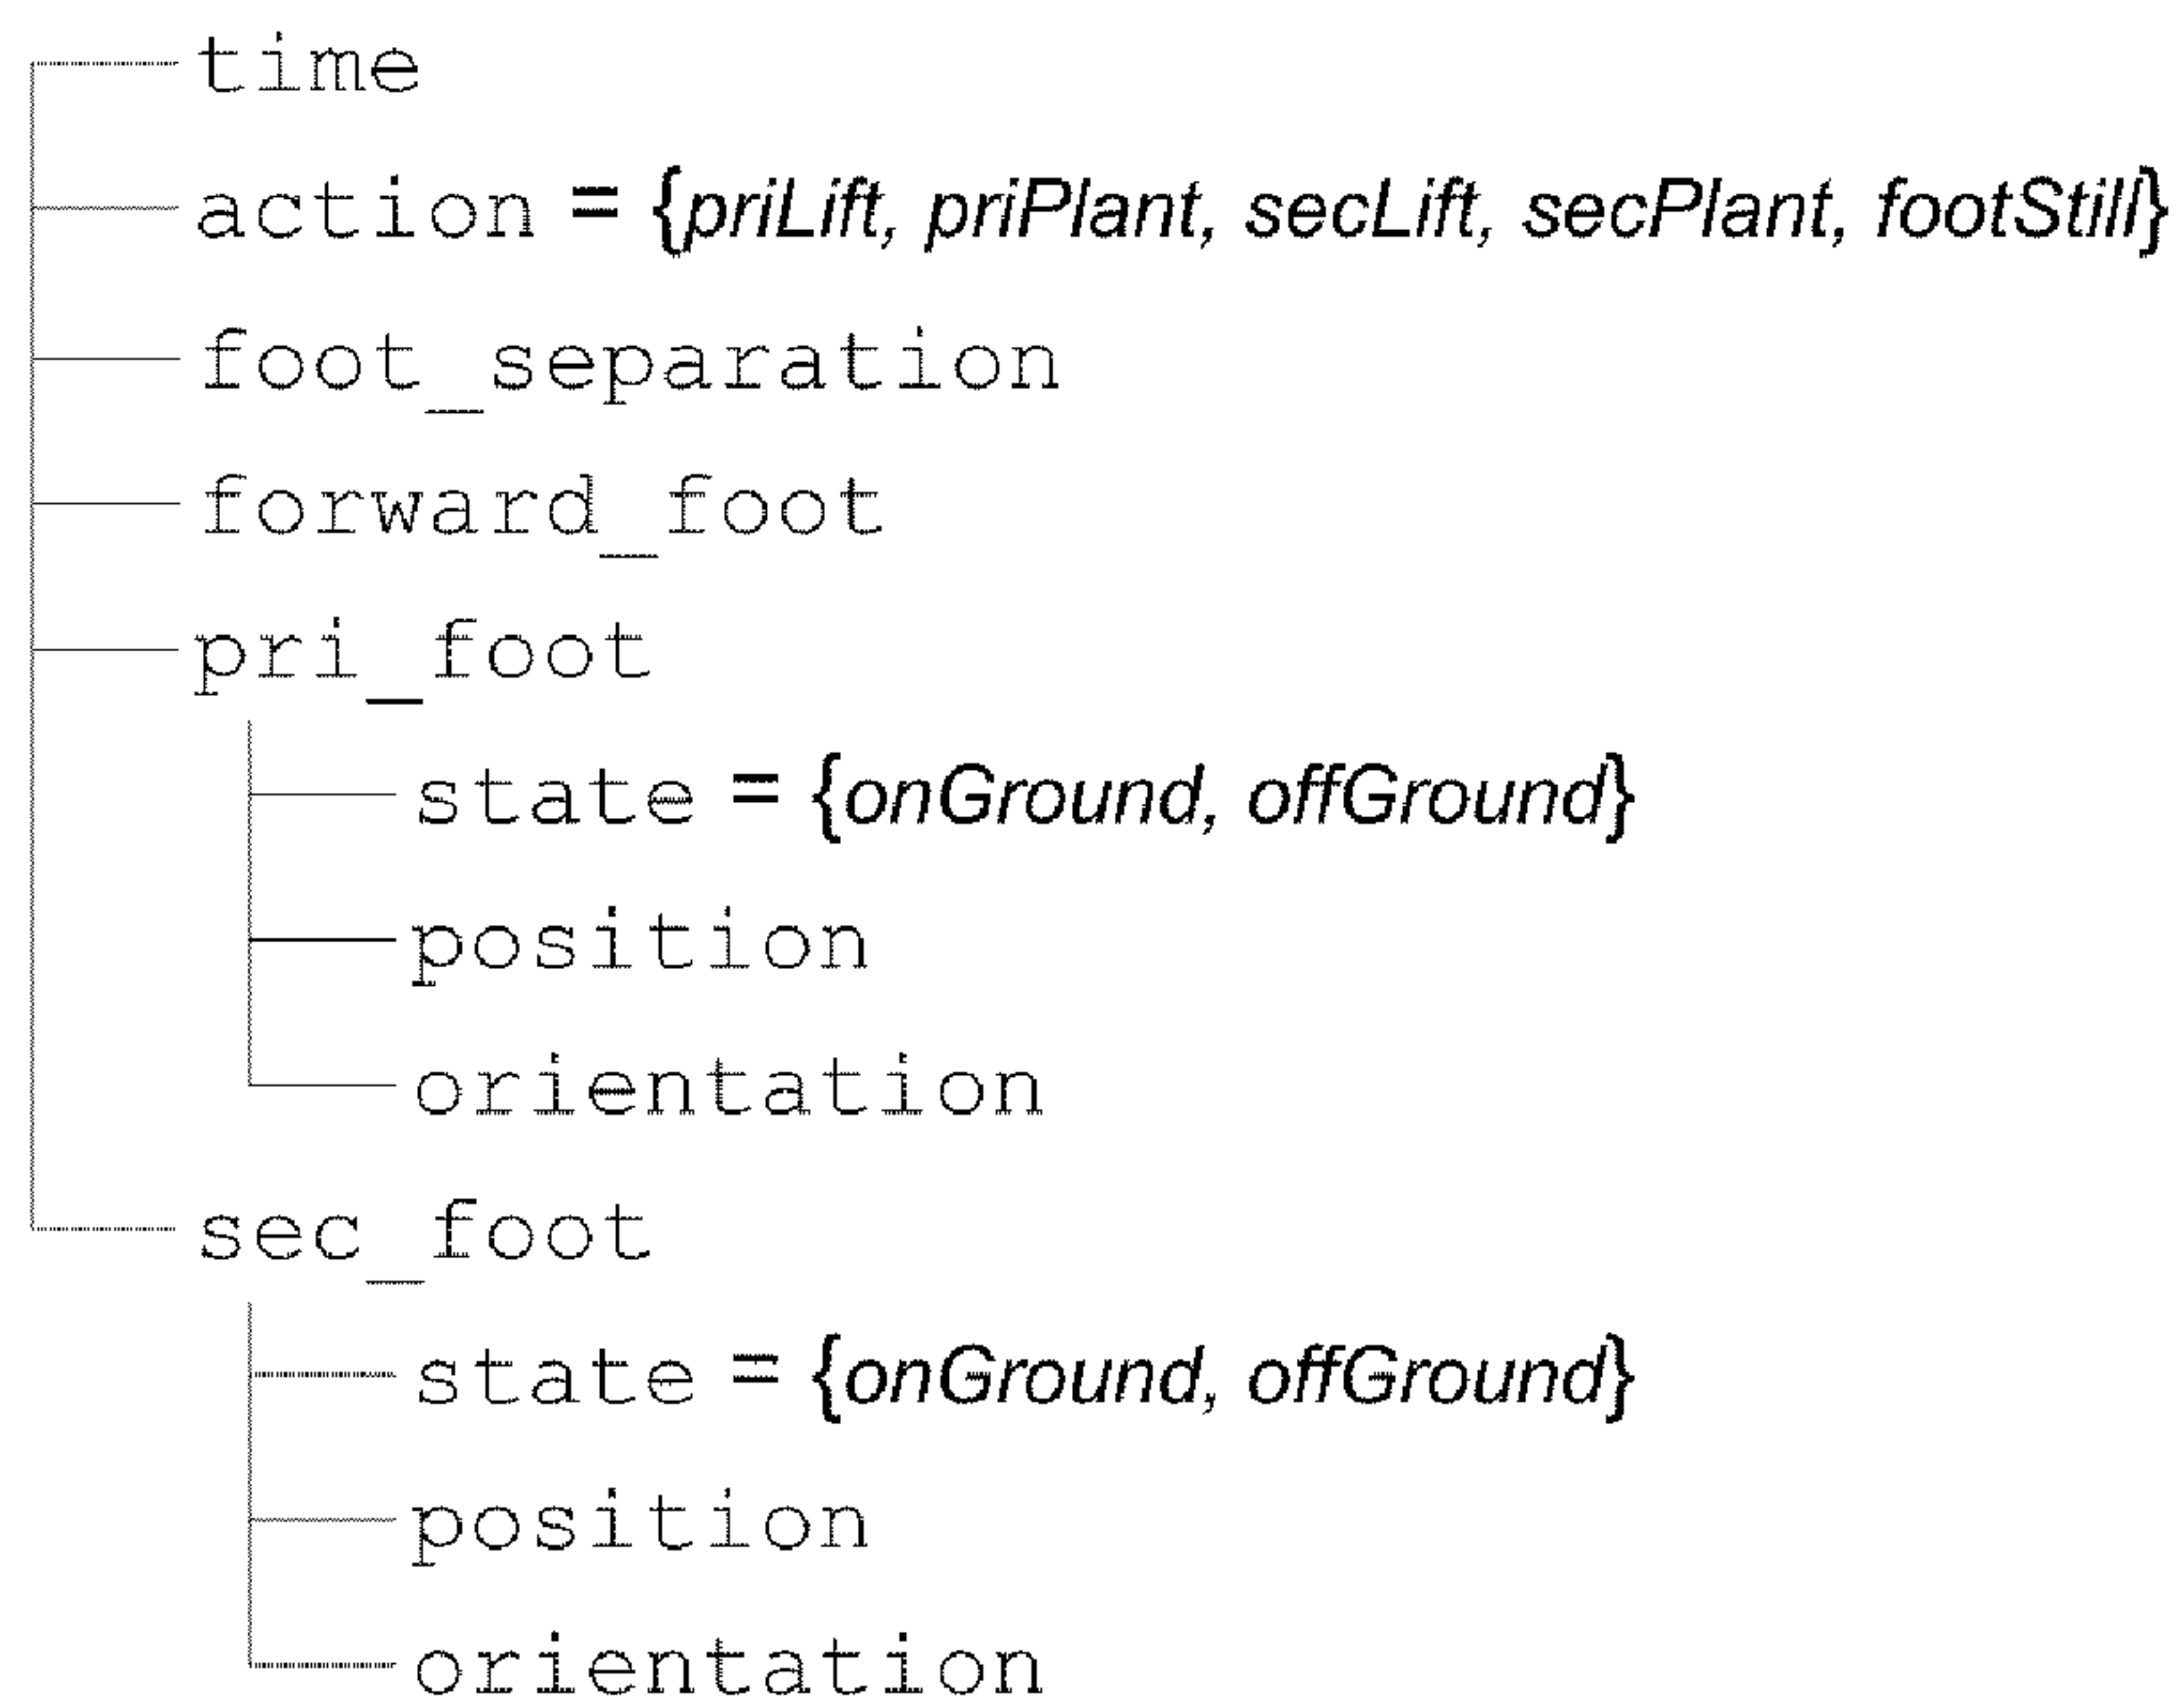 time
action = {priLift, priPlant, secLift, secPlant, footStill}
foot_separation
forward_foot
pri_foot
state = {onGround, offGround}
position
orientation
sec_foot
state = {onGround, offGround}
position
orientation